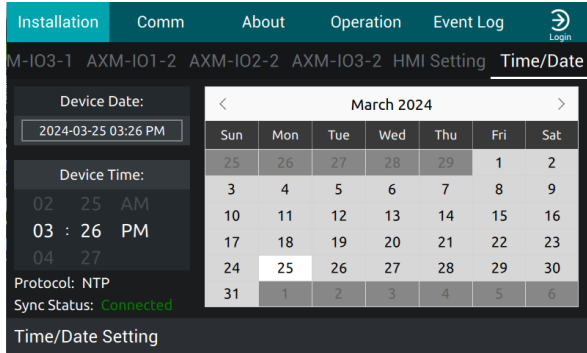 Installation Comm About Operation Event Log Login
M-IO3-1 AXM-IO1-2 AXM-IO2-2 AXM-IO3-2 HMI Setting Time/Date
Device Date:
2024-03-25 03:26 PM
Device Time:
02 25 AM
03 : 26 PM
04 27
Protocol: NTP
Sync Status: Connected
< March 2024 >
Sun Mon Tue Wed Thu Fri Sat
25 26 27 28 29 1 2
3 4 5 6 7 8 9
10 11 12 13 14 15 16
17 18 19 20 21 22 23
24 25 26 27 28 29 30
31 1 2 3 4 5 6
Time/Date Setting